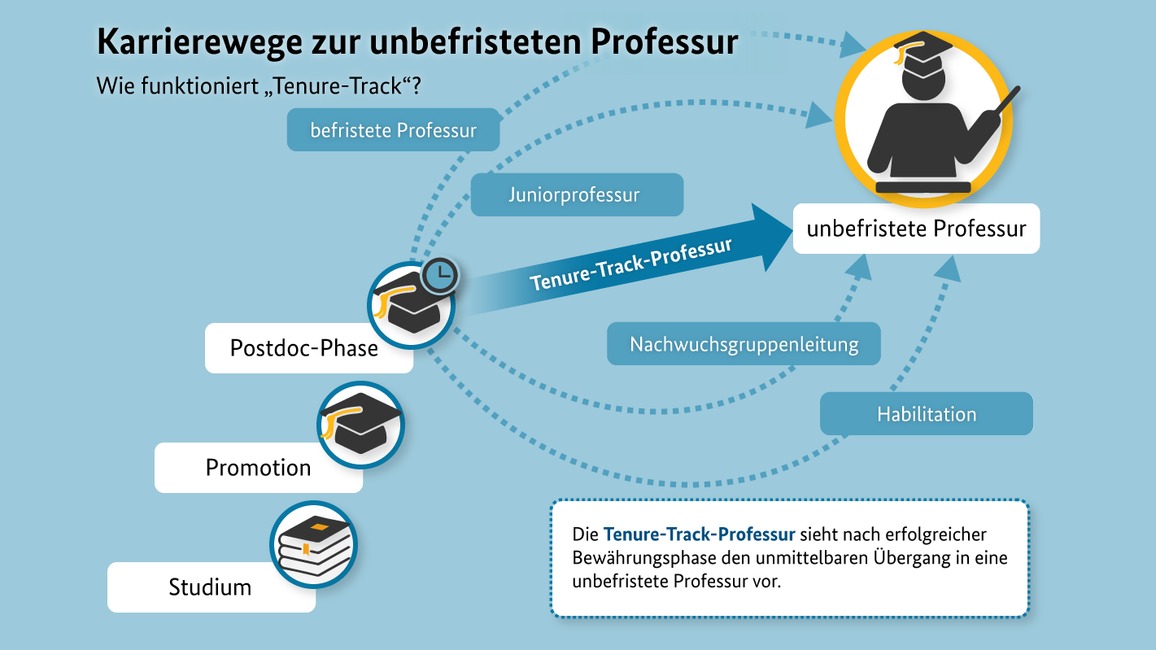 Karrierewege zur unbefristeten Professur
Wie funktioniert „Tenure-Track“?
befristete Professur
Juniorprofessur
unbefristete Professur
Tenure-Track-Professur
Postdoc-Phase
Nachwuchsgruppenleitung
Habilitation
Promotion
Studium
Die Tenure-Track-Professur sieht nach erfolgreicher
Bewährungsphase den unmittelbaren Übergang in eine
unbefristete Professur vor.